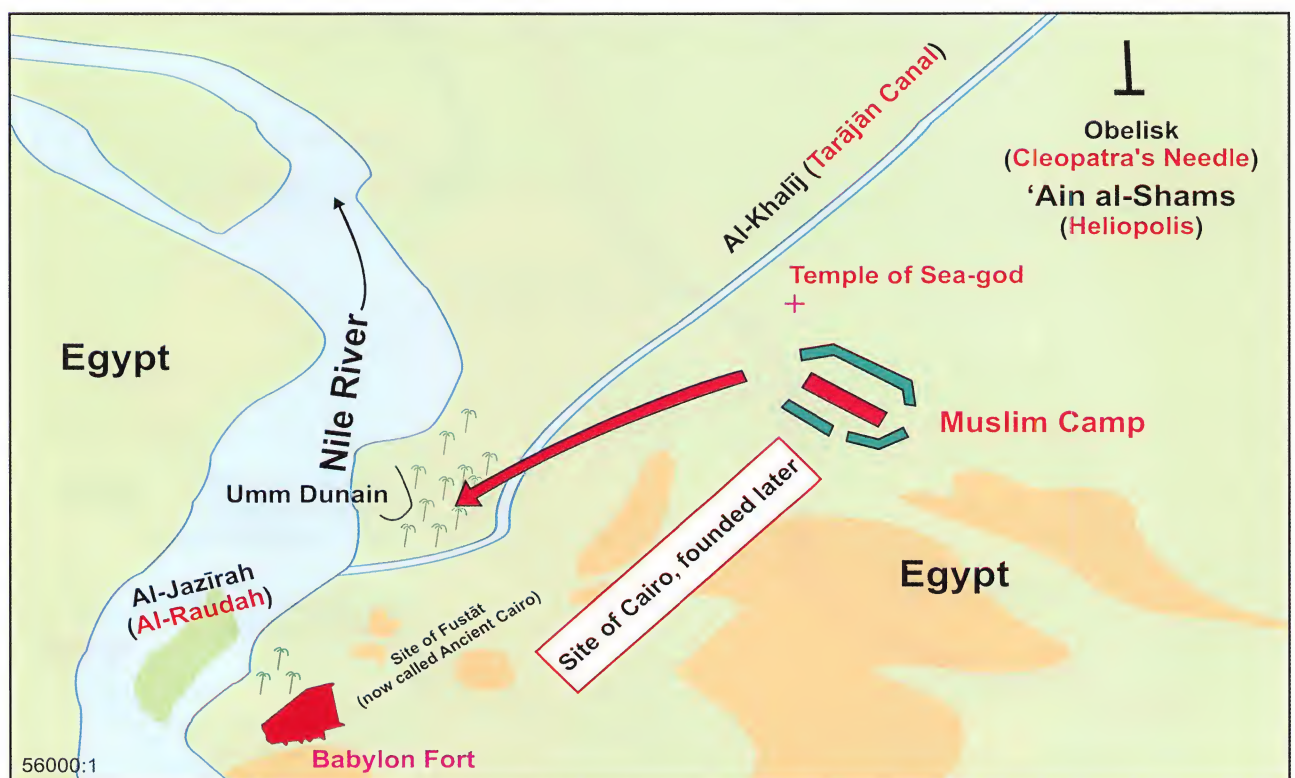 Obelisk
(Cleopatra's Needle)
‘Ain al-Shams
(Heliopolis)
Al-Khalīj (Tarājān Canal)
Temple of Sea-god
Egypt
Nile River
Muslim Camp
Umm Dunain
Site of Cairo, founded later
Egypt
Al-Jazīrah
(Al-Raudah)
Site of Fustāt
(now called Ancient Cairo)
Babylon Fort
56000:1